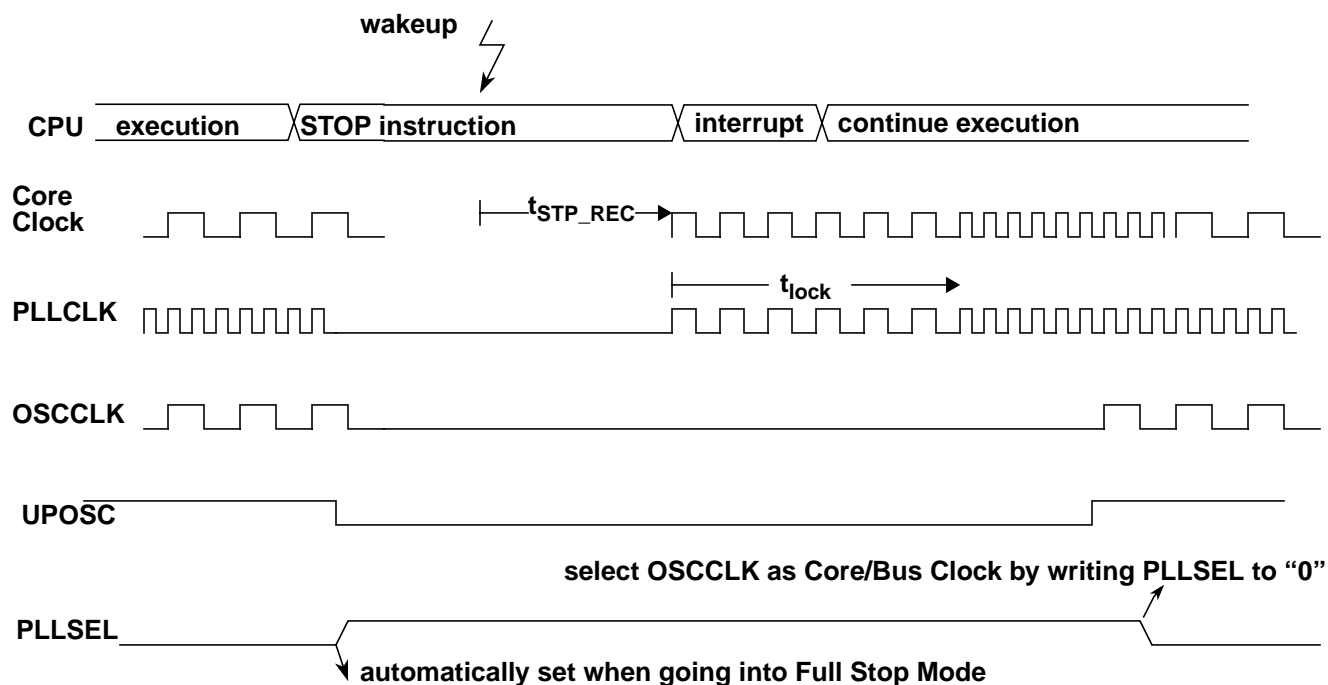 wakeup
CPU execution STOP instruction interrupt continue execution
Core
Clock
tSTP_REC
tlock
PLLCLK
OSCCLK
UPOSC
select OSCCLK as Core/Bus Clock by writing PLLSEL to “0”
PLLSEL
automatically set when going into Full Stop Mode